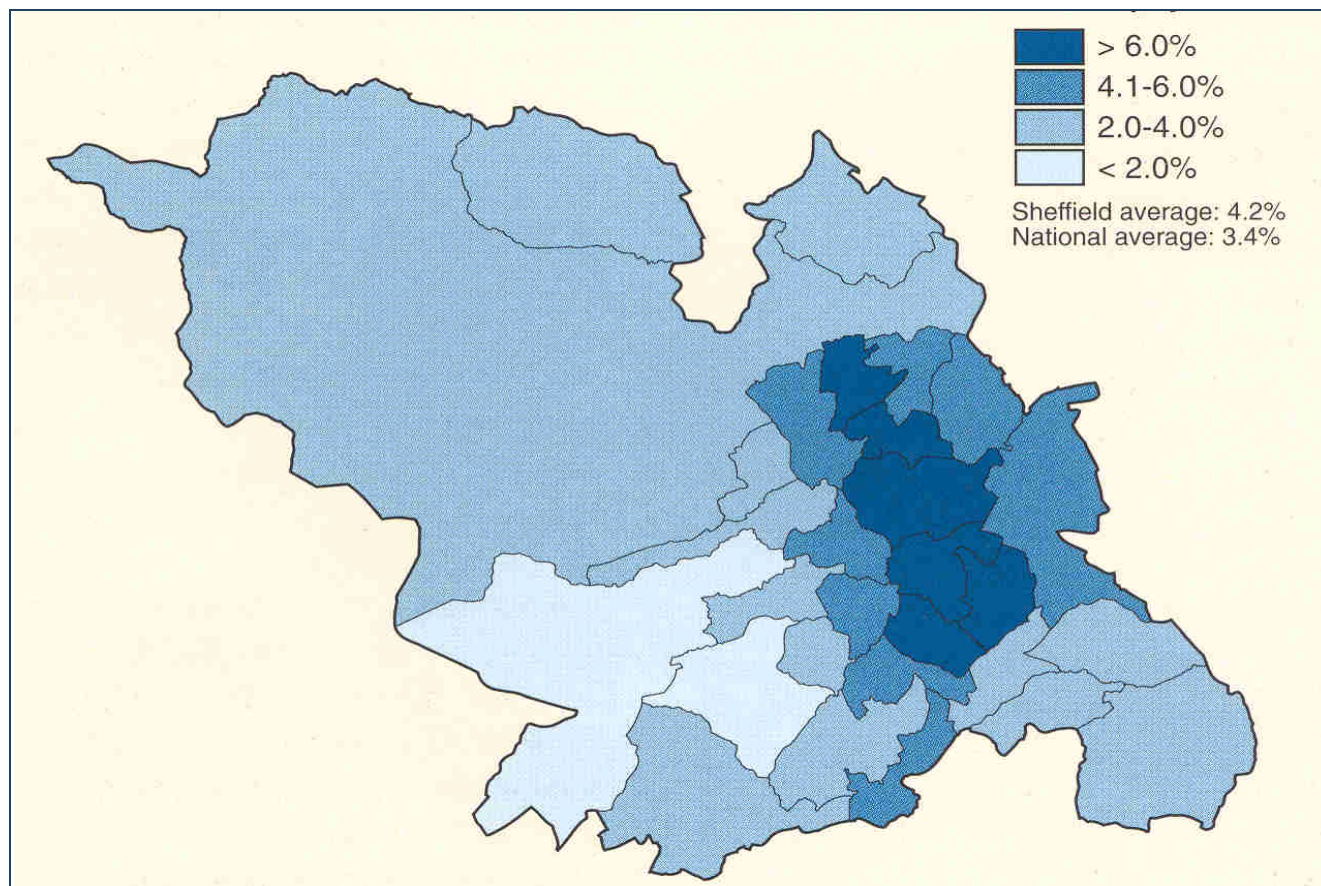 > 6.0%
4.1-6.0%
2.0-4.0%
< 2.0%
Sheffield average: 4.2%
National average: 3.4%